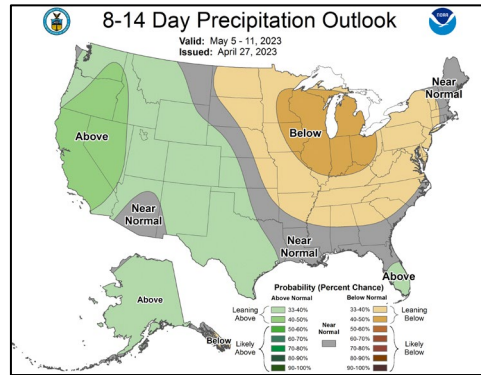 8-14 Day Precipitation Outlook
NOAA
Valid: May 5 - 11, 2023
Issued: April 27, 2023
Near
Normal
Above
Below
Near
Normal
Near
Normal
Above
Above
Below
Probability (Percent Chance)
Above Normal
Below Normal
Leaning
Above
Likely
Above
33-40%
40-50%
50-60%
60-70%
70-80%
80-90%
90-100%
Near
Normal
33-40%
40-50%
50-60%
60-70%
70-80%
80-90%
90-100%
Leaning
Below
Likely
Below